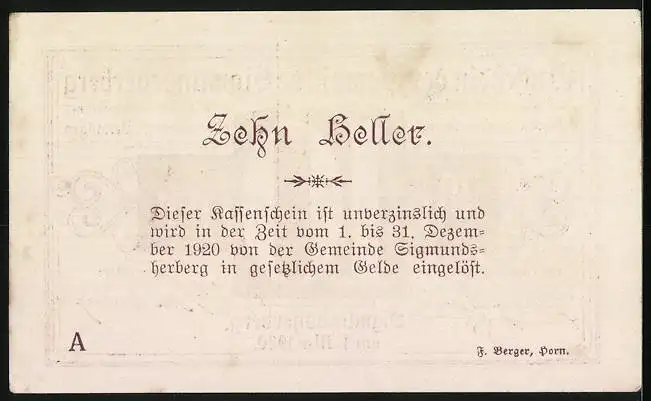 Zehn Heller.
Dieser Kassenschein ist unverzinslich und
wird in der Zeit vom 1. bis 31. Dezem-
ber 1920 von der Gemeinde Sigmunds-
herberg in gesetzlichem Gelde eingelöst.
A
F. Berger, Horn.